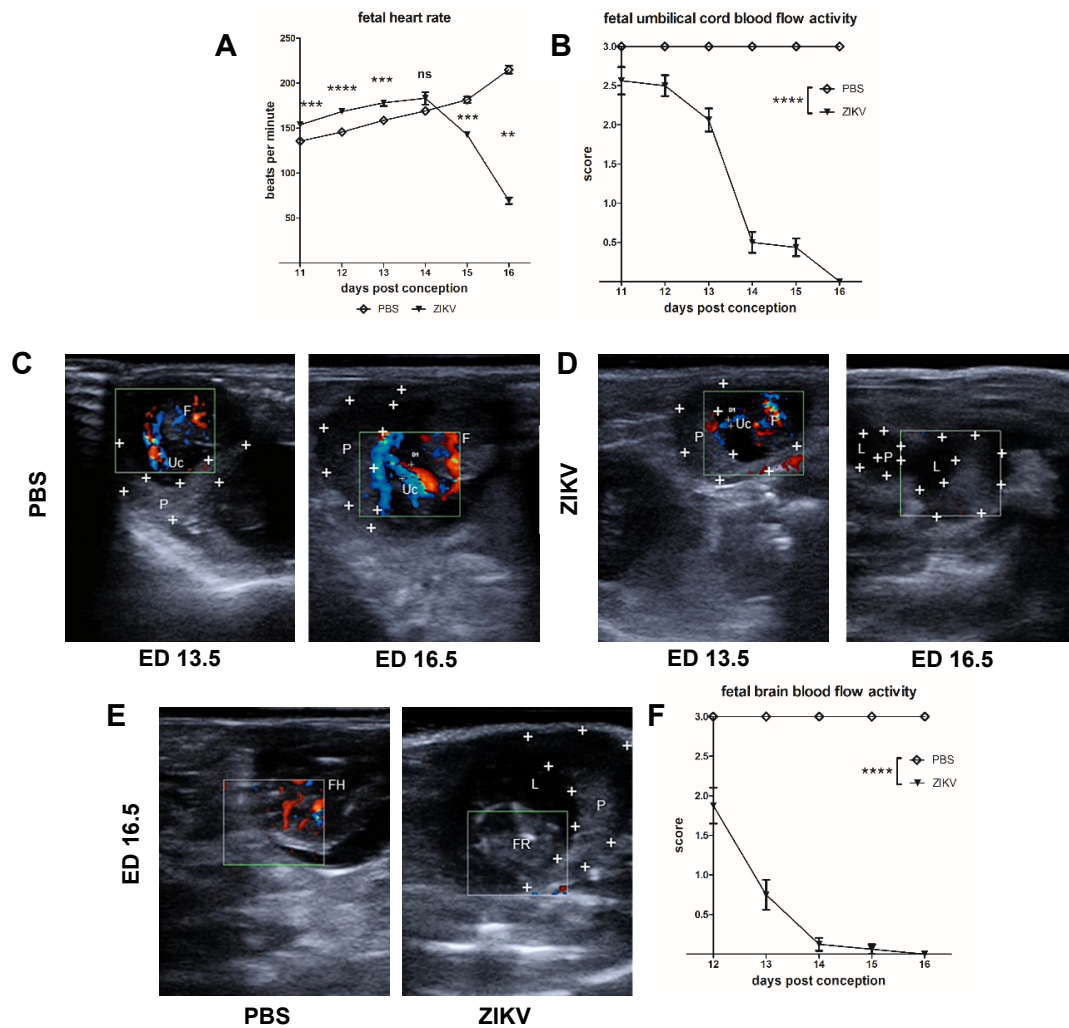 A
fetal heart rate
beats per minute
250
200
150
100
50
***
****
***
ns
***
**
11 12 13 14 15 16
days post conception
PBS ZIKV
B
fetal umbilical cord blood flow activity
score
3.0
2.5
2.0
1.5
1.0
0.5
**** PBS
ZIKV
11 12 13 14 15 16
days post conception
C
PBS
F
Uc
P
ED 13.5
P
F
D1
Uc
ED 16.5
D
ZIKV
D1
Uc
P
F
ED 13.5
L
P
L
ED 16.5
E
ED 16.5
FH
PBS
L
P
FR
ZIKV
F
fetal brain blood flow activity
score
3.0
2.5
2.0
1.5
1.0
0.5
**** PBS
ZIKV
12 13 14 15 16
days post conception